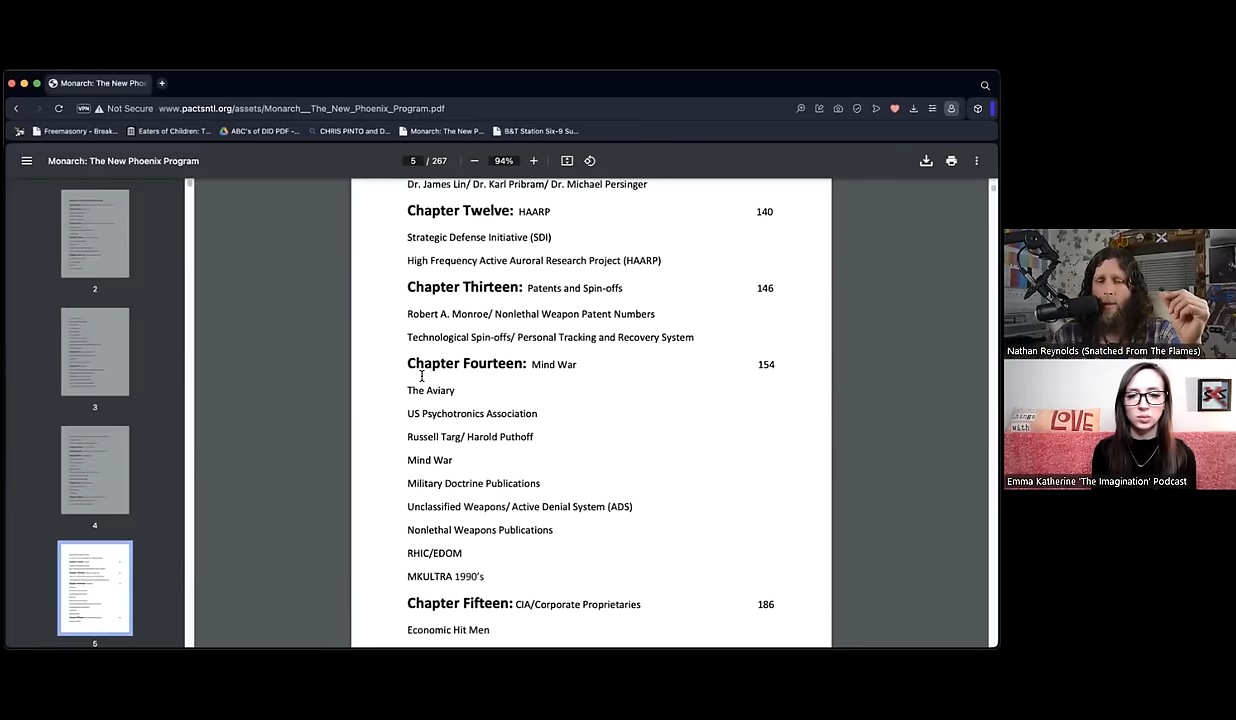 Monarch: The New Phoe
VPN Not Secure www.pactsntl.org/assets/Monarch__The_New_Phoenix_Program.pdf
Freemasonry - Break... Eaters of Children: T... ABC's of DID PDF -... CHRIS PINTO and D... Monarch: The New P... B&T Station Six-9 Su...
Monarch: The New Phoenix Program 5 / 267 94%
Dr. James Lin/ Dr. Karl Pribram/ Dr. Michael Persinger
Chapter Twelve: HAARP 140
Strategic Defense Initiative (SDI)
High Frequency Active Auroral Research Project (HAARP)
Chapter Thirteen: Patents and Spin-offs 146
Robert A. Monroe/ Nonlethal Weapon Patent Numbers
Technological Spin-offs/ Personal Tracking and Recovery System
Chapter Fourteen: Mind War 154
The Aviary
US Psychotronics Association
Russell Targ/ Harold Puthoff
Mind War
Military Doctrine Publications
Unclassified Weapons/ Active Denial System (ADS)
Nonlethal Weapons Publications
RHIC/EDOM
MKULTRA 1990's
Chapter Fifteen: CIA/Corporate Proprietaries 186
Economic Hit Men
2
3
4
5
Nathan Reynolds (Snatched From The Flames)
things
with
LOVE
Emma Katherine 'The Imagination' Podcast